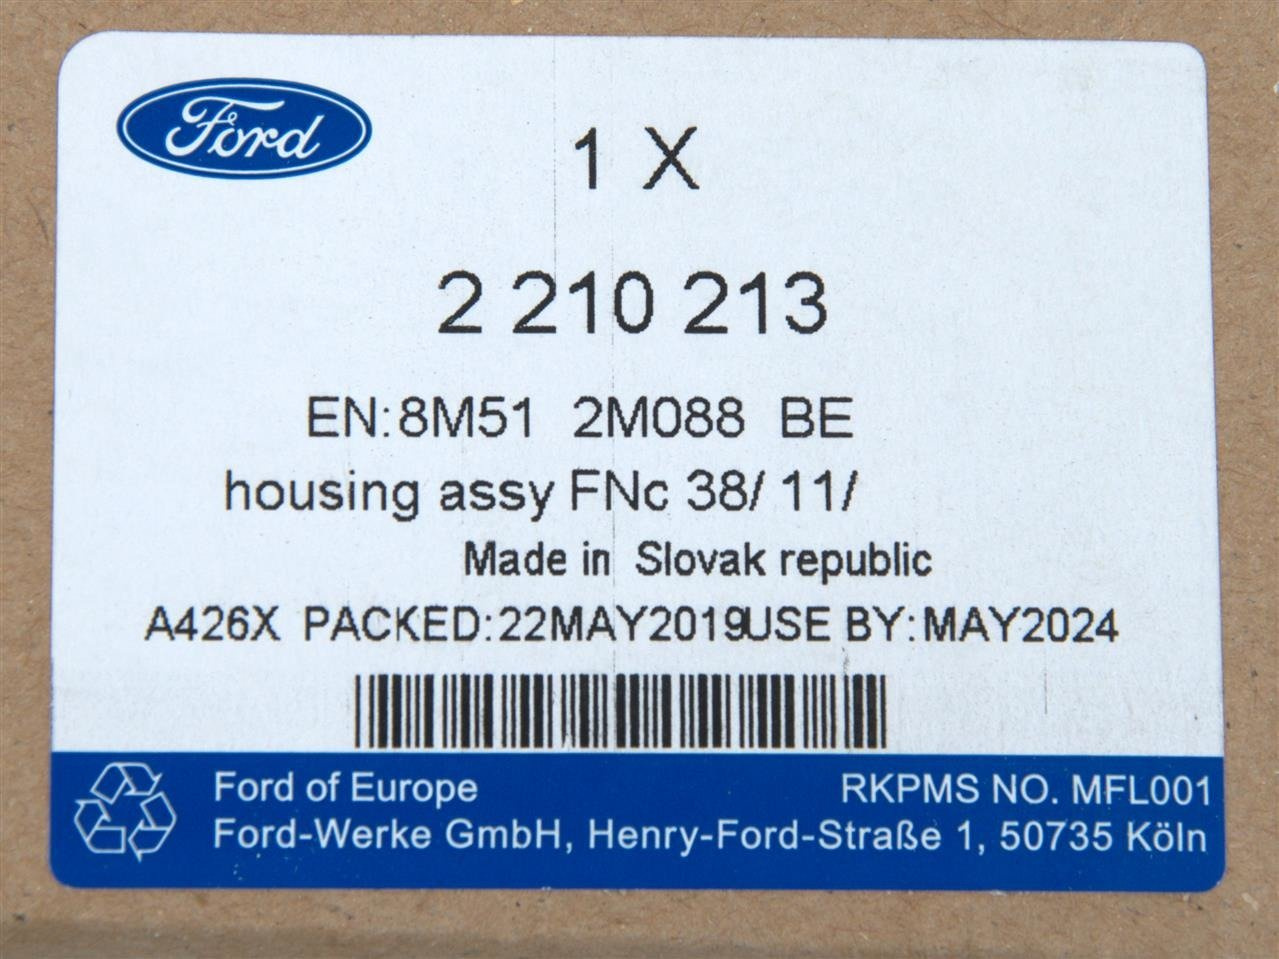 Ford
1 X
2 210 213
EN:8M51 2M088 BE
housing assy FNc 38/ 11/
Made in Slovak republic
A426X PACKED:22MAY2019USE BY:MAY2024
Ford of Europe
RKPMS NO. MFL001
Ford-Werke GmbH, Henry-Ford-Straße 1, 50735 Köln